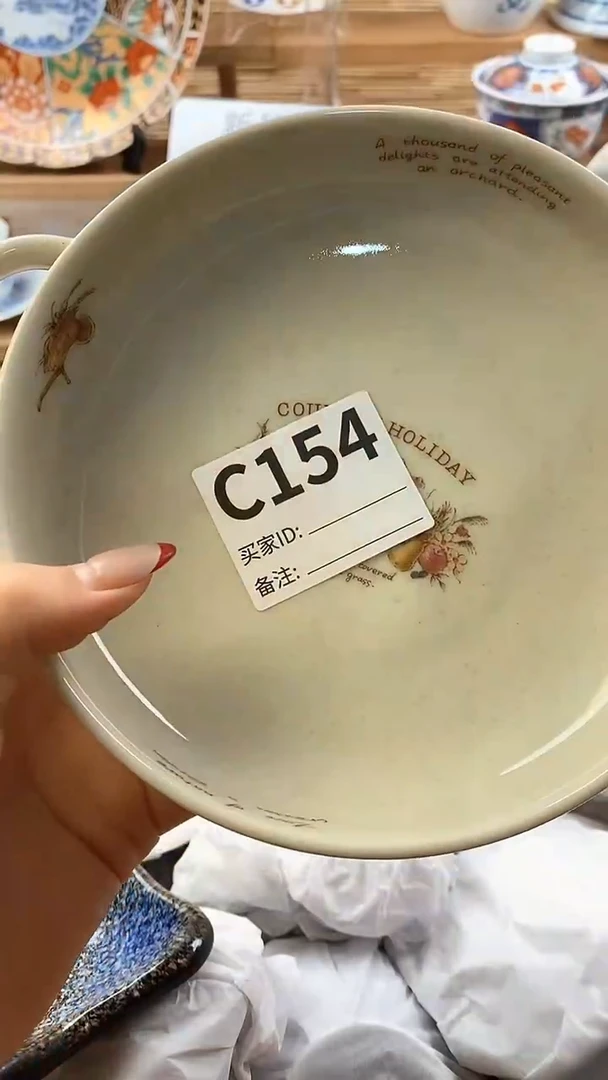 A thousand of pleasant
delights are attending
an orchard.
COU
HOLIDAY
C154
买家ID:
备注:
covered
grass.